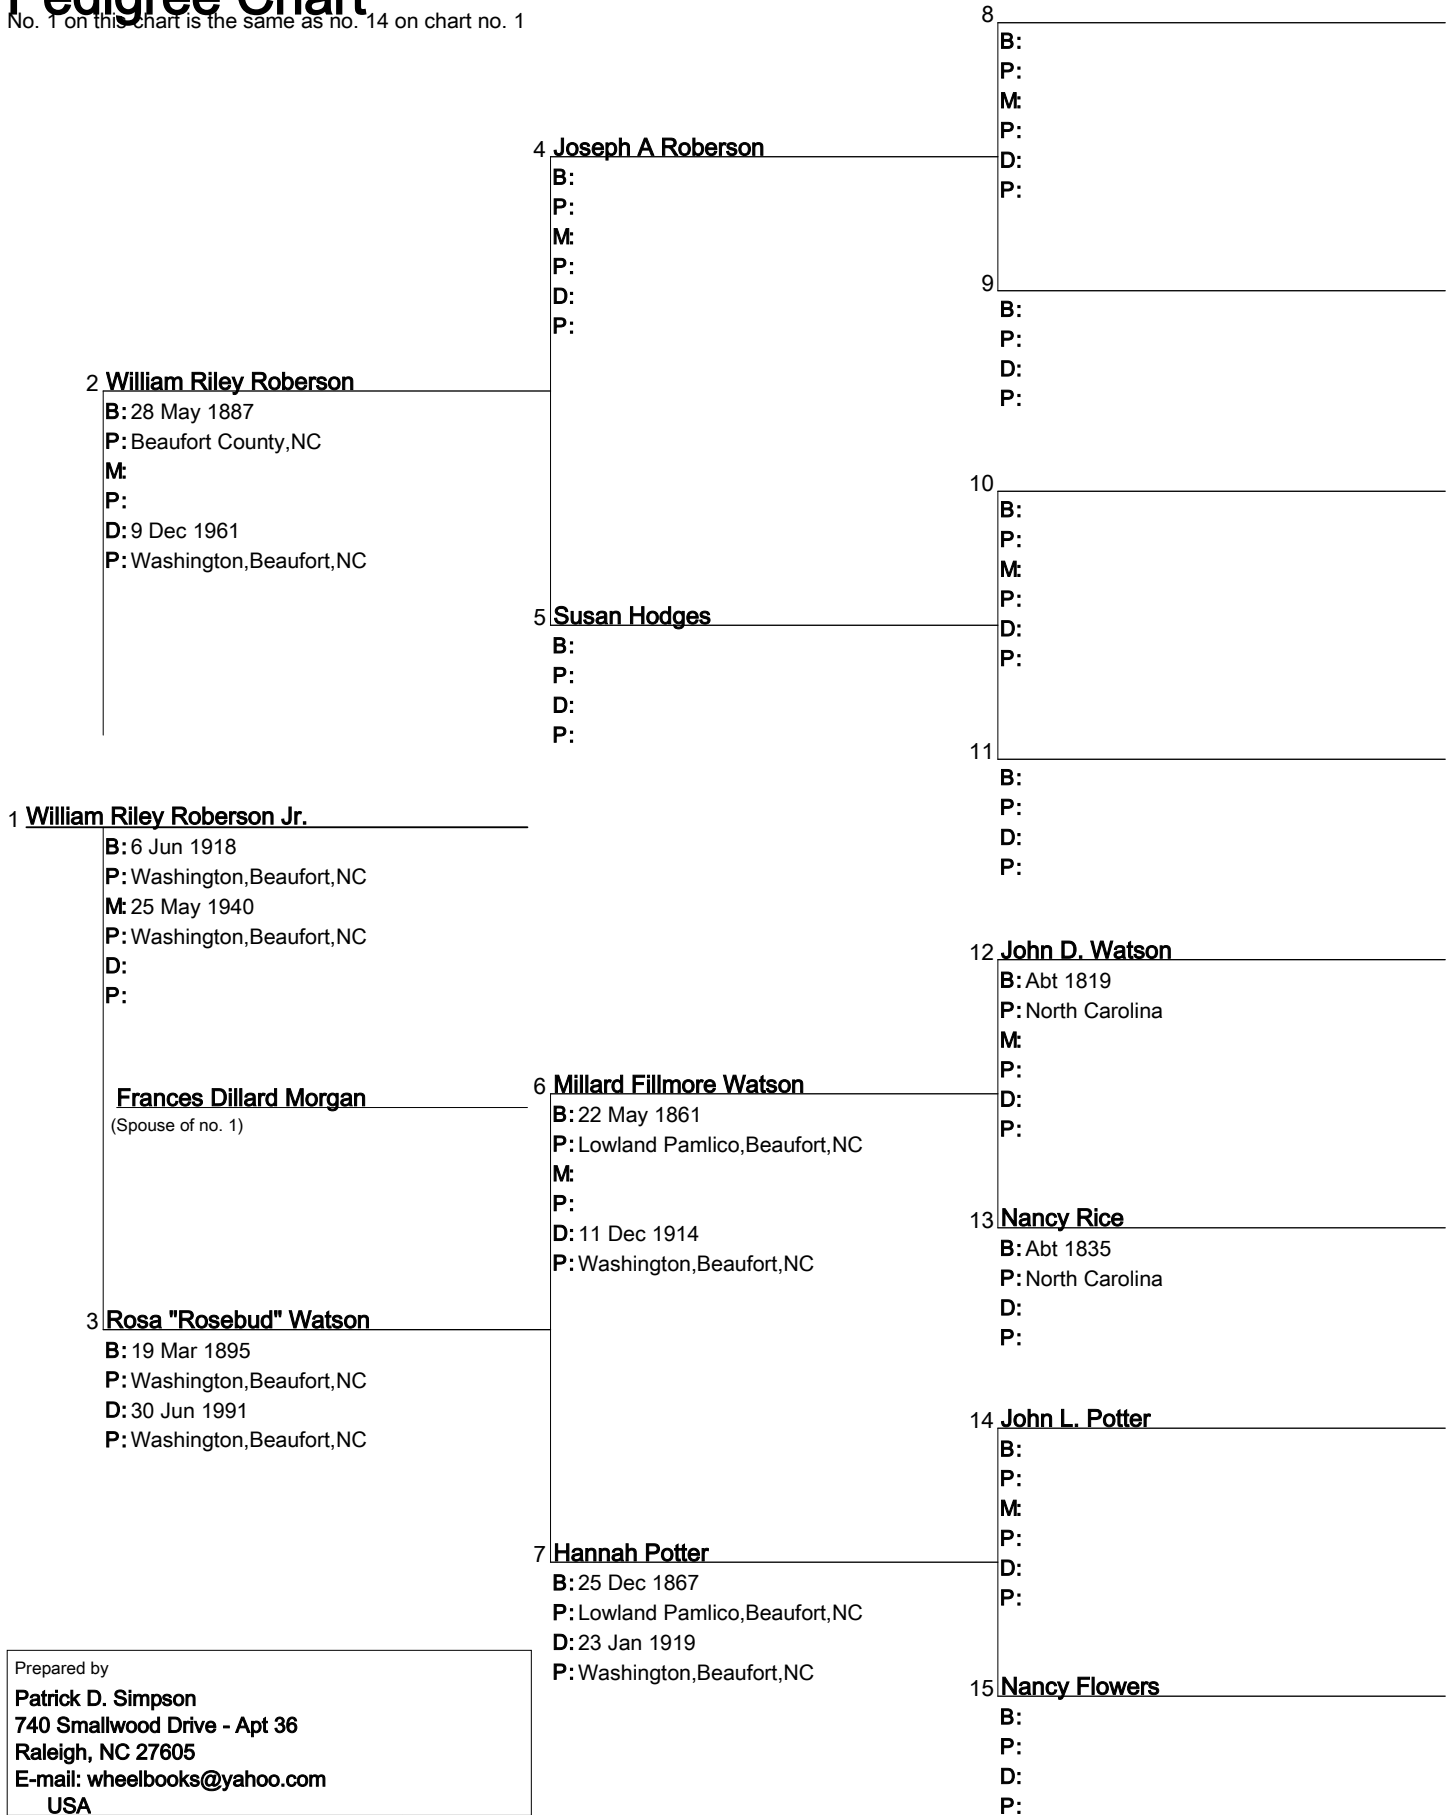 Pedigree Chart
No. 1 on this chart is the same as no. 14 on chart no. 1
8
B:
P:
M:
P:
D:
P:
4 Joseph A Roberson
B:
P:
M:
P:
D:
P:
9
B:
P:
D:
P:
2 William Riley Roberson
B: 28 May 1887
P: Beaufort County,NC
M:
P:
D: 9 Dec 1961
P: Washington,Beaufort,NC
10
B:
P:
M:
P:
D:
P:
5 Susan Hodges
B:
P:
D:
P:
11
B:
P:
D:
P:
1 William Riley Roberson Jr.
B: 6 Jun 1918
P: Washington,Beaufort,NC
M: 25 May 1940
P: Washington,Beaufort,NC
D:
P:
Frances Dillard Morgan
(Spouse of no. 1)
12 John D. Watson
B: Abt 1819
P: North Carolina
M:
P:
D:
P:
6 Millard Fillmore Watson
B: 22 May 1861
P: Lowland Pamlico,Beaufort,NC
M:
P:
D: 11 Dec 1914
P: Washington,Beaufort,NC
13 Nancy Rice
B: Abt 1835
P: North Carolina
D:
P:
3 Rosa "Rosebud" Watson
B: 19 Mar 1895
P: Washington,Beaufort,NC
D: 30 Jun 1991
P: Washington,Beaufort,NC
14 John L. Potter
B:
P:
M:
P:
D:
P:
7 Hannah Potter
B: 25 Dec 1867
P: Lowland Pamlico,Beaufort,NC
D: 23 Jan 1919
P: Washington,Beaufort,NC
15 Nancy Flowers
B:
P:
D:
P:
Prepared by
Patrick D. Simpson
740 Smallwood Drive - Apt 36
Raleigh, NC 27605
E-mail: wheelbooks@yahoo.com
USA